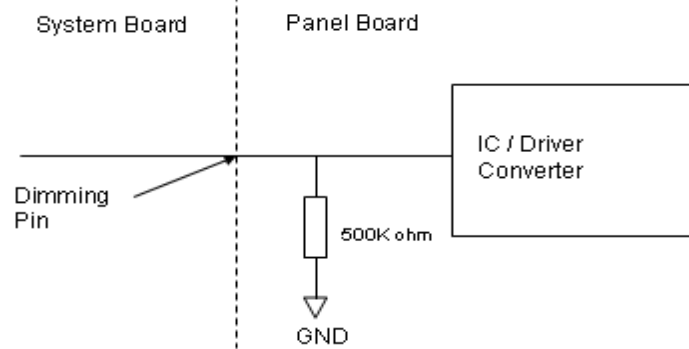 System Board
Panel Board
IC / Driver
Converter
Dimming
Pin
500K ohm
GND